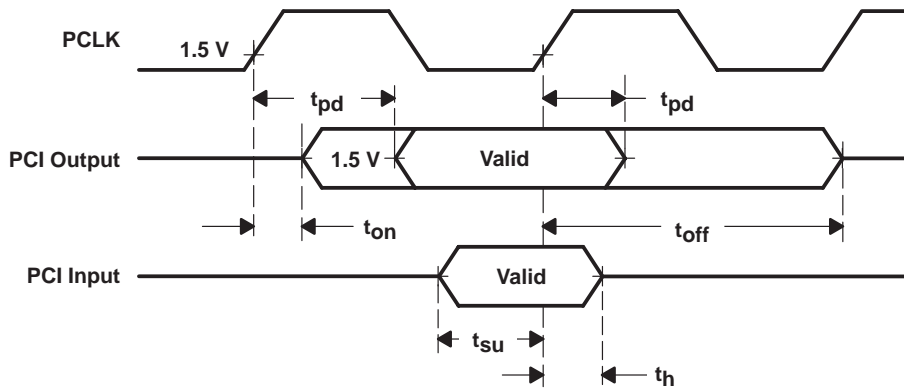 PCLK
1.5 V
tpd
tpd
PCI Output
1.5 V
Valid
ton
toff
PCI Input
Valid
tsu
th